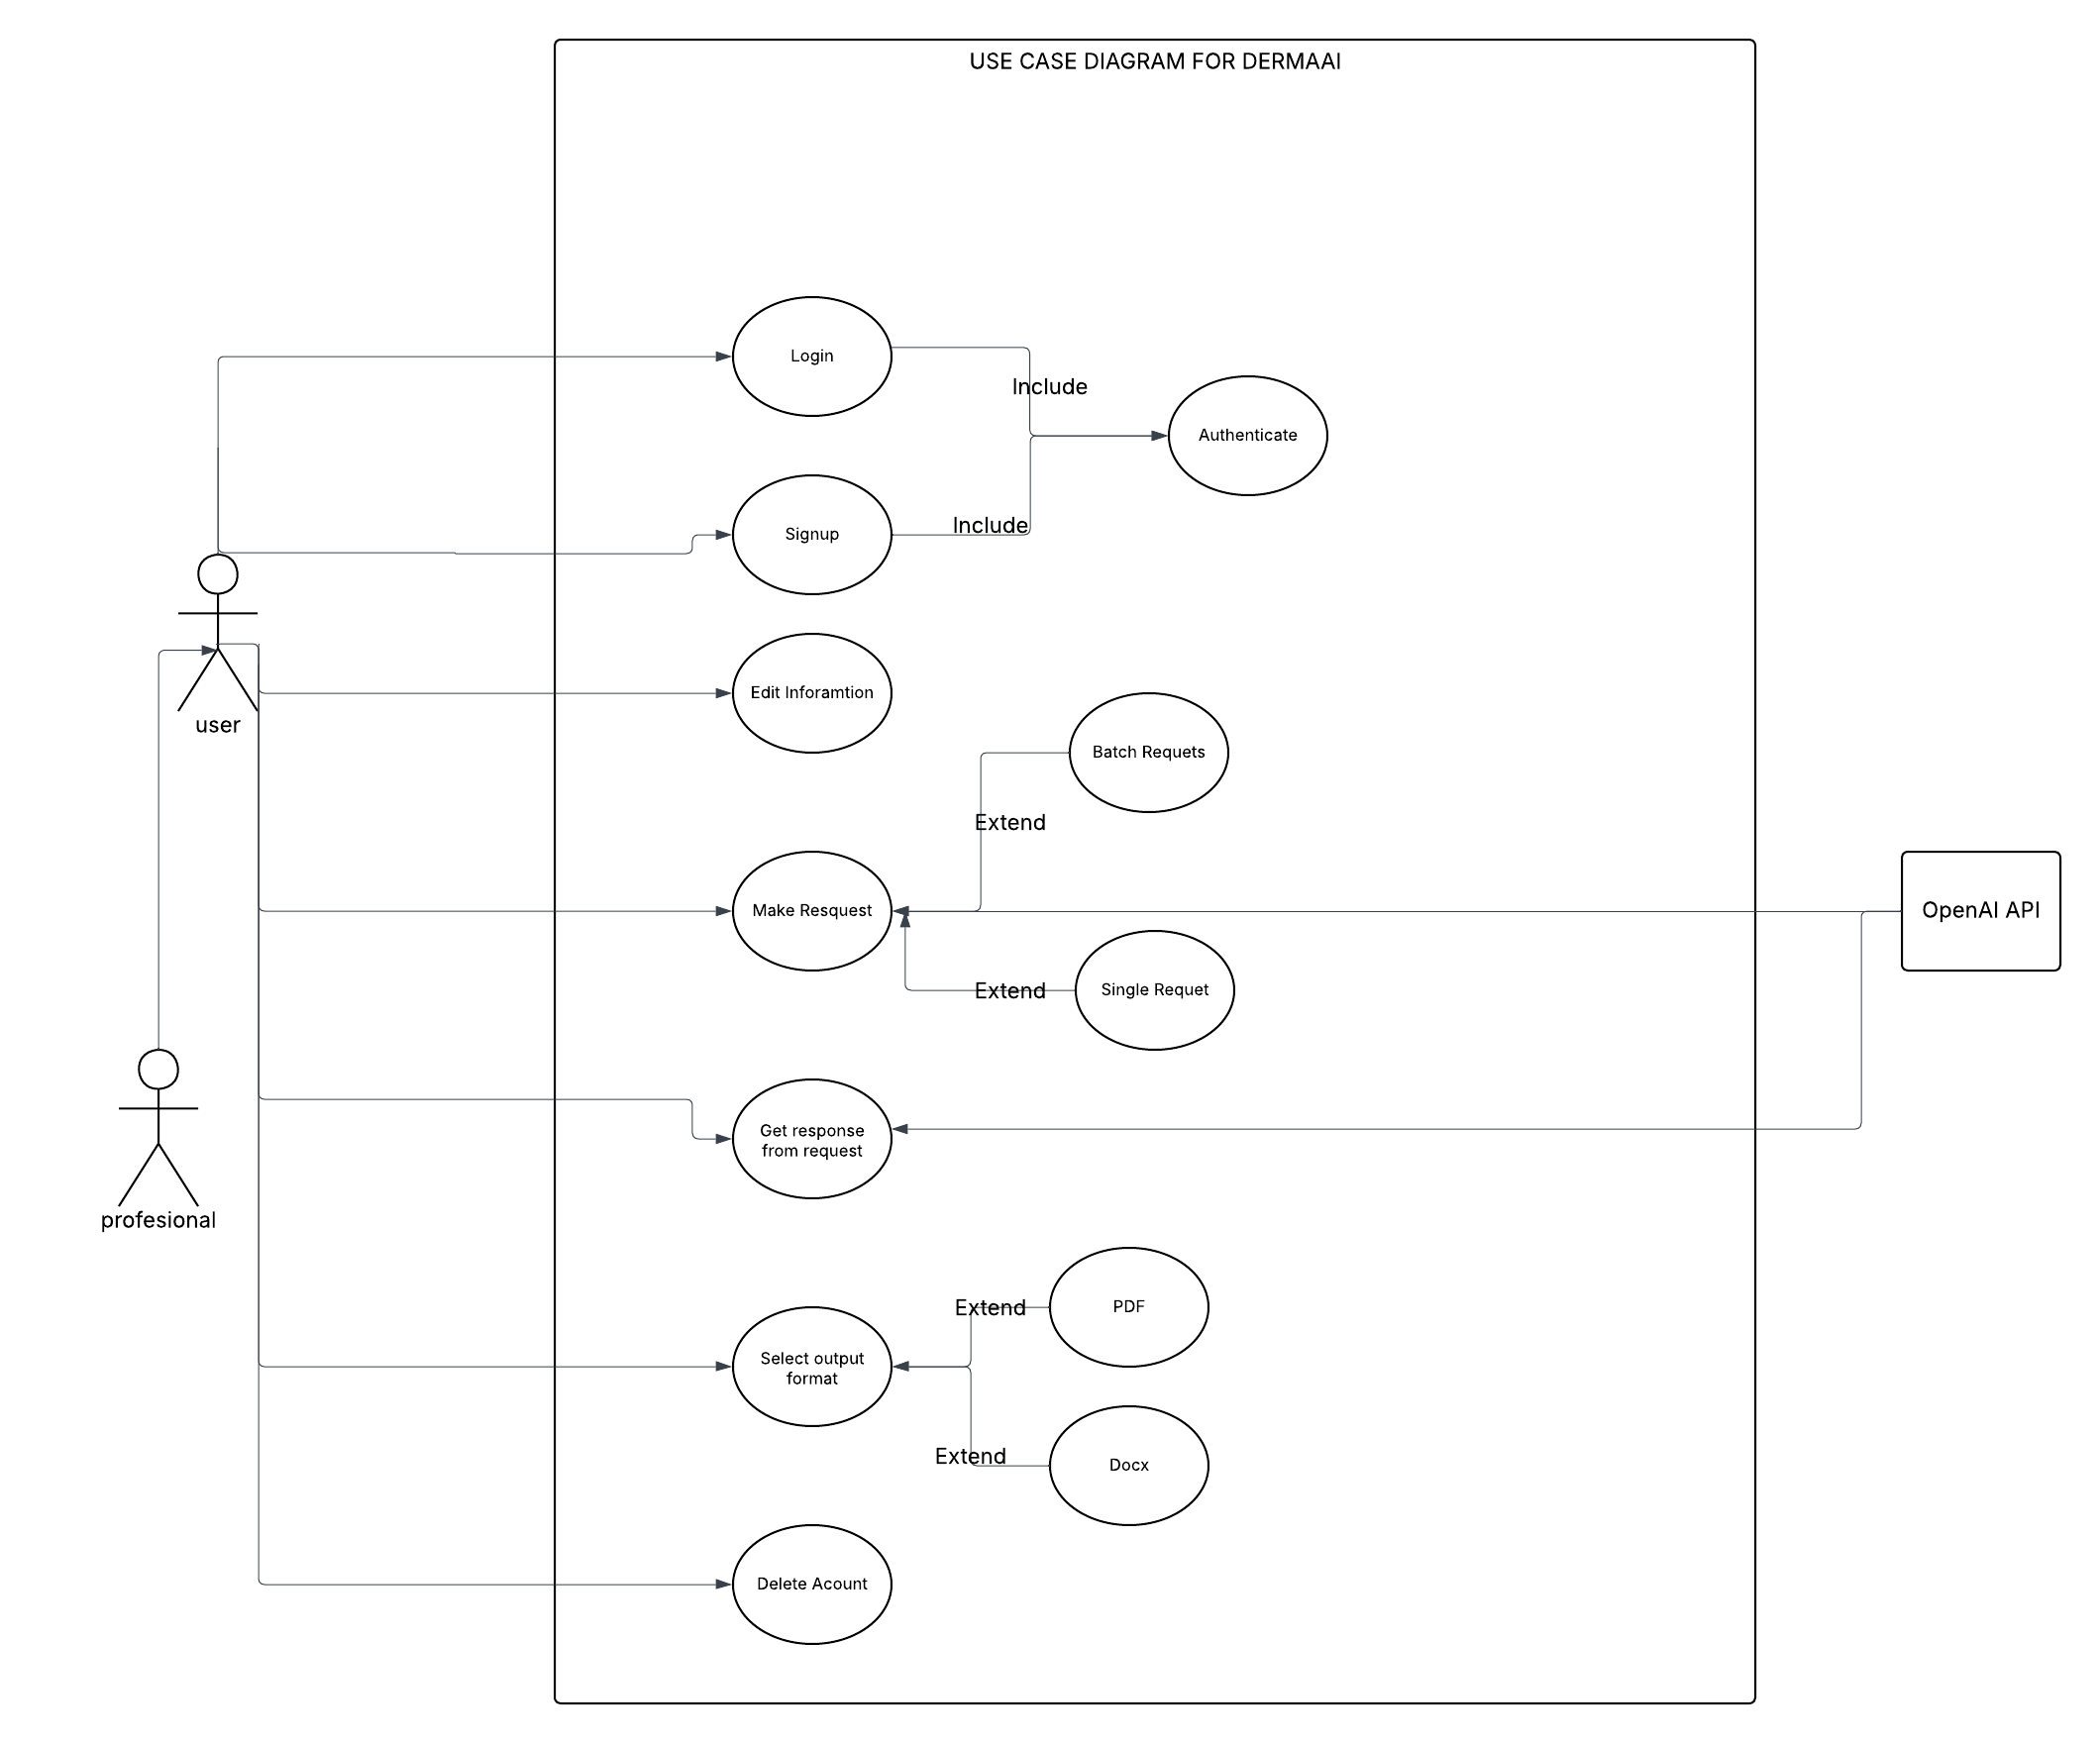 USE CASE DIAGRAM FOR DERMAAI
Login
Include
Authenticate
Signup
Include
user
Edit Inforamtion
Batch Requets
Extend
Make Resquest
OpenAI API
Extend
Single Requet
Get response
from request
profesional
PDF
Extend
Select output
format
Extend
Docx
Delete Acount